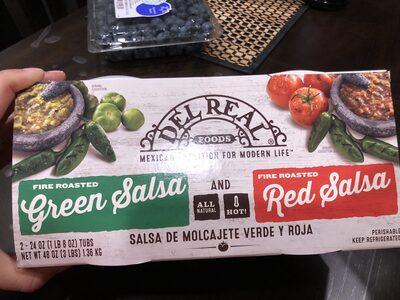 DEL REAL
FOODS
MEXICAN TRADITION FOR MODERN LIFE™
FIRE ROASTED
Green Salsa
AND
ALL NATURAL
HOT!
FIRE ROASTED
Red Salsa
SALSA DE MOLCAJETE VERDE Y ROJA
2 - 24 OZ (1 LB 8 OZ) TUBS
NET WT 48 OZ (3 LBS) 1.36 KG
PERISHABLE
KEEP REFRIGERATED